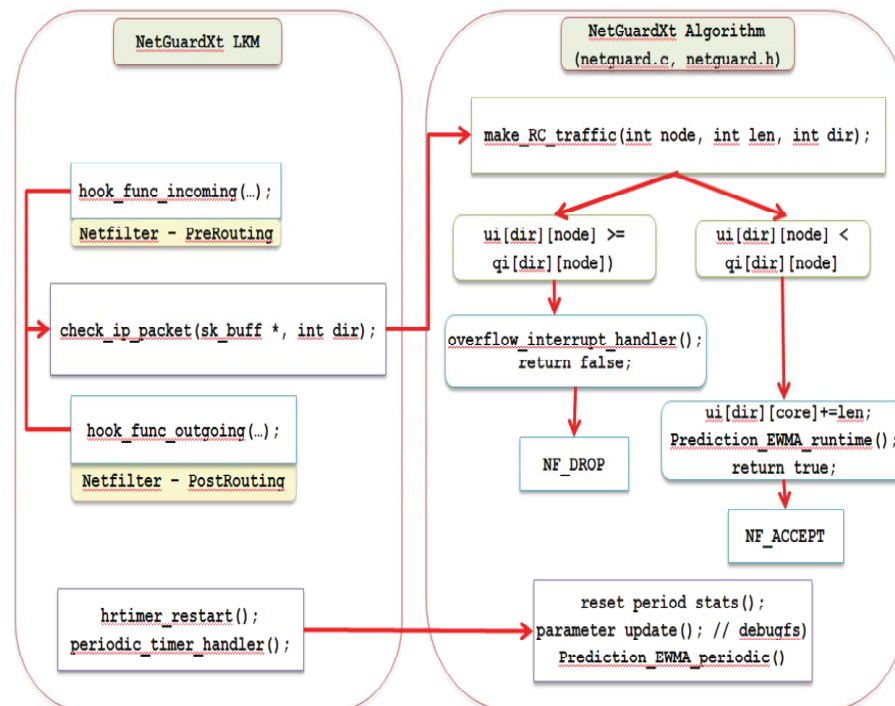 NetGuardXt LKM
hook_func_incoming(…);
Netfilter – PreRouting
check_ip_packet(sk_buff *, int dir);
hook_func_outgoing(…);
Netfilter – PostRouting
hrtimer_restart();
periodic_timer_handler();
NetGuardXt Algorithm
(netguard.c, netguard.h)
make_RC_traffic(int node, int len, int dir);
ui[dir][node] >=
qi[dir][node])
overflow_interrupt_handler();
return false;
NF_DROP
ui[dir][node] <
qi[dir][node]
ui[dir][core]+=len;
Prediction_EWMA_runtime();
return true;
NF_ACCEPT
reset period stats();
parameter update(); // debugfs)
Prediction_EWMA_periodic()